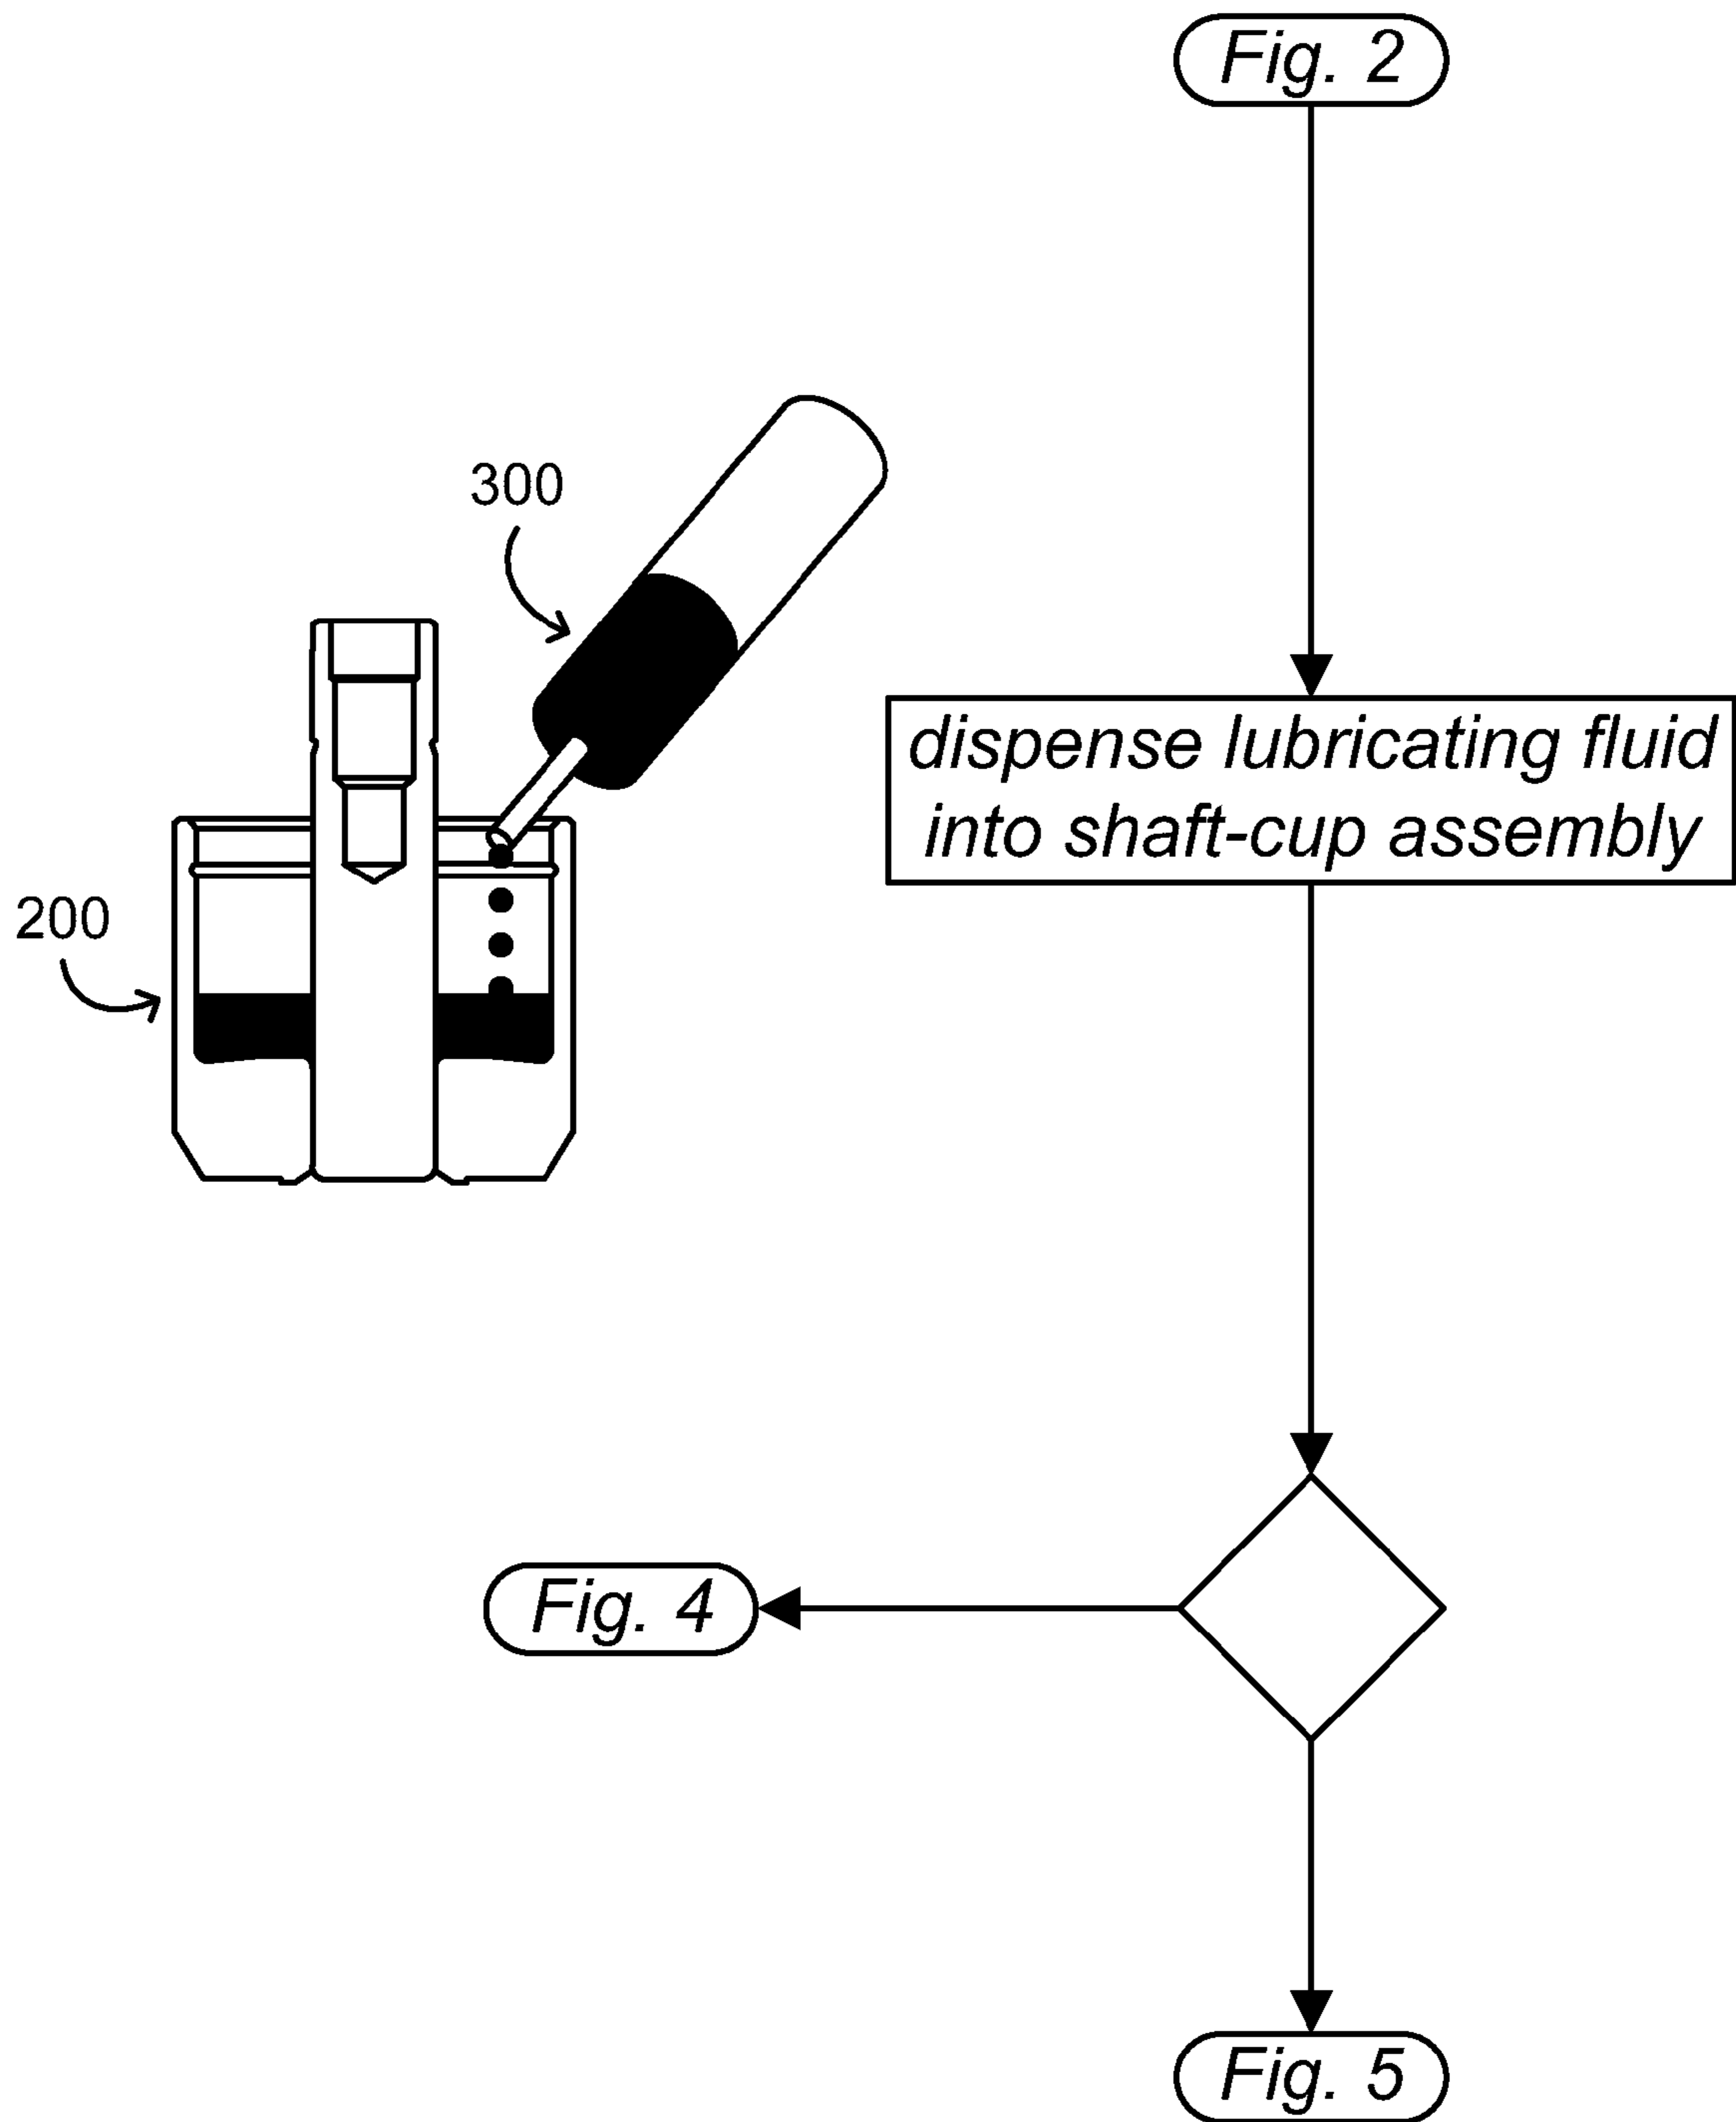 Fig. 2
300
dispense lubricating fluid
into shaft-cup assembly
200
Fig. 4
Fig. 5